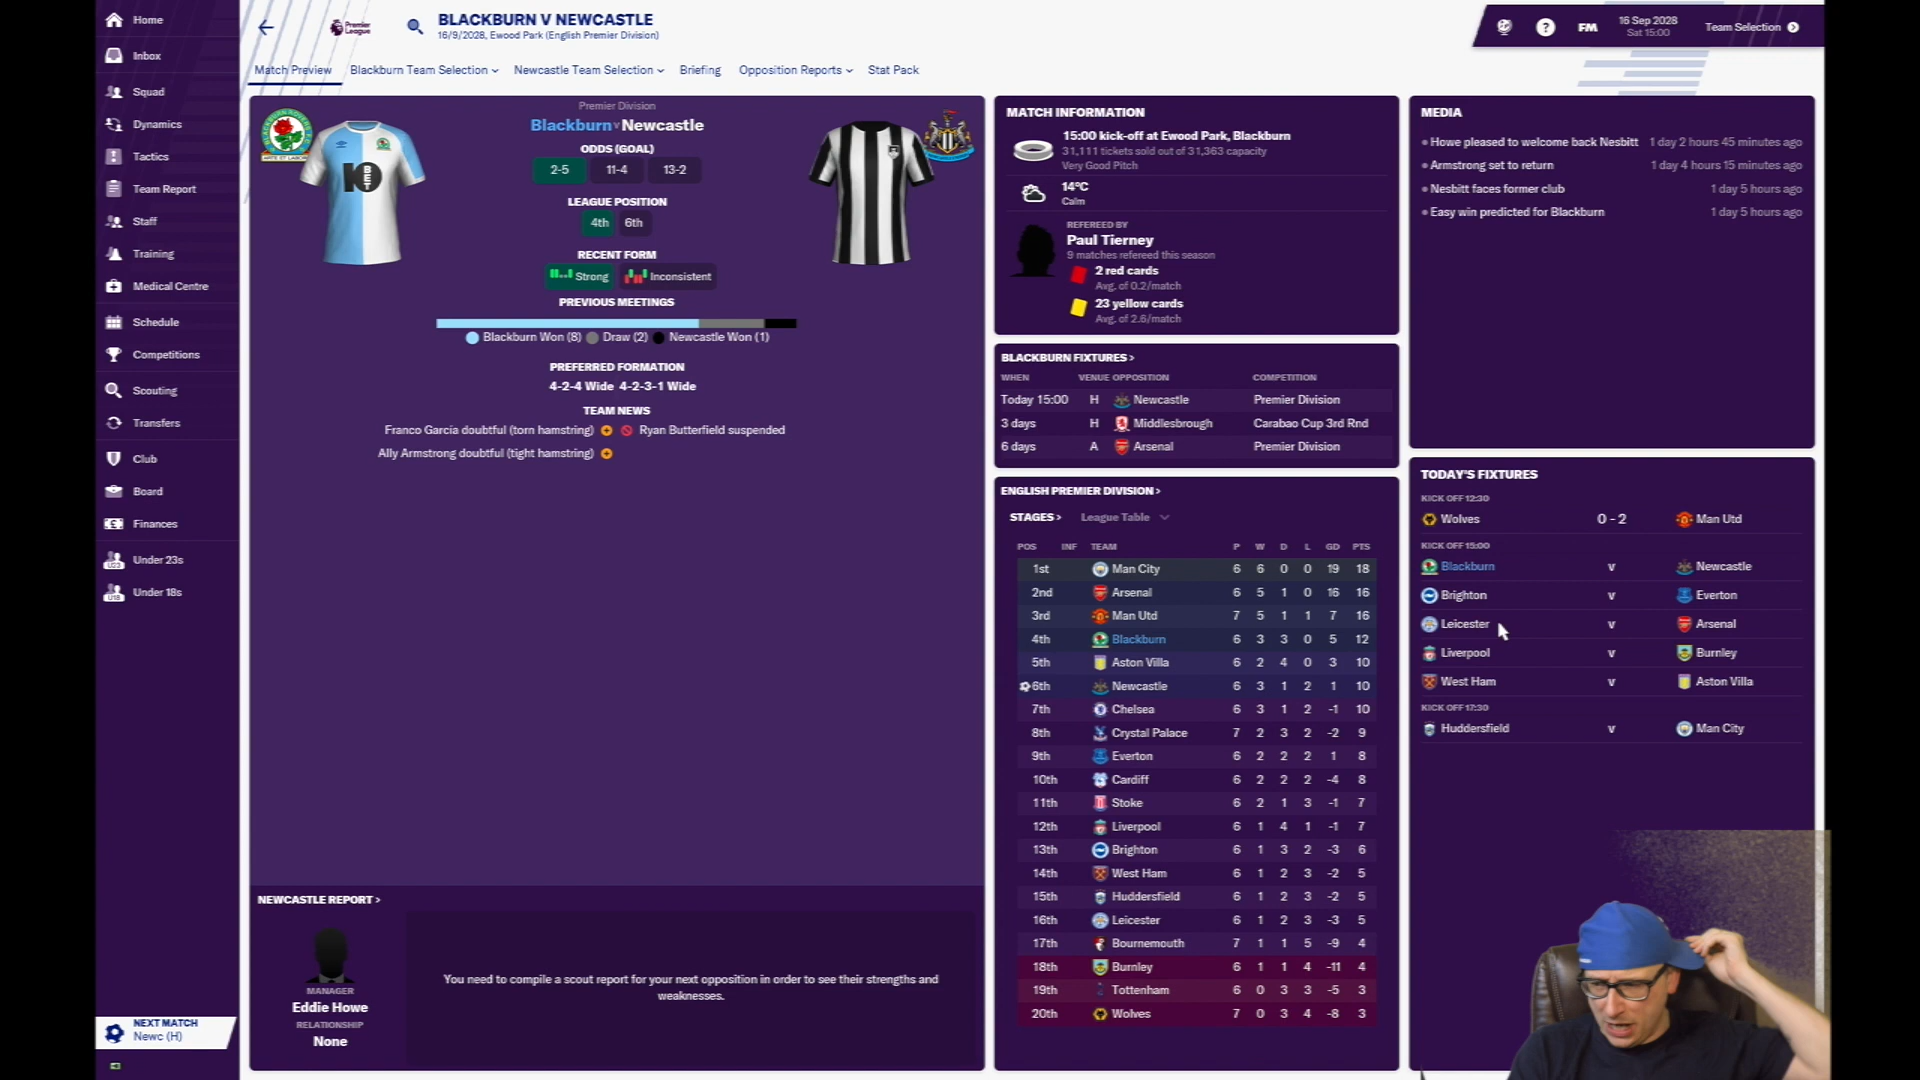 Home
Inbox
Squad
Dynamics
Tactics
Team Report
Staff
Training
Medical Centre
Schedule
Competitions
Scouting
Transfers
Club
Board
Finances
Under 23s
Under 18s
NEXT MATCH
Newc (H)
Premier League
BLACKBURN V NEWCASTLE
16/9/2028, Ewood Park (English Premier Division)
FM
16 Sep 2028
Sat 15:00
Team Selection
Match Preview
Blackburn Team Selection
Newcastle Team Selection
Briefing
Opposition Reports
Stat Pack
Premier Division
Blackburn v Newcastle
ODDS (GOAL)
2-5 11-4 13-2
LEAGUE POSITION
4th 6th
RECENT FORM
Strong Inconsistent
PREVIOUS MEETINGS
Blackburn Won (8) Draw (2) Newcastle Won (1)
PREFERRED FORMATION
4-2-4 Wide 4-2-3-1 Wide
TEAM NEWS
Franco García doubtful (torn hamstring) Ryan Butterfield suspended
Ally Armstrong doubtful (tight hamstring)
10
BET
NEWCASTLE REPORT >
MANAGER
Eddie Howe
RELATIONSHIP
None
You need to compile a scout report for your next opposition in order to see their strengths and
weaknesses.
MATCH INFORMATION
15:00 kick-off at Ewood Park, Blackburn
31,111 tickets sold out of 31,363 capacity
Very Good Pitch
14°C
Calm
REFEREED BY
Paul Tierney
9 matches refereed this season
2 red cards
Avg. of 0.2/match
23 yellow cards
Avg. of 2.6/match
BLACKBURN FIXTURES >
WHEN VENUE OPPOSITION COMPETITION
Today 15:00 H Newcastle Premier Division
3 days H Middlesbrough Carabao Cup 3rd Rnd
6 days A Arsenal Premier Division
ENGLISH PREMIER DIVISION >
STAGES > League Table
POS INF TEAM P W D L GD PTS
1st Man City 6 6 0 0 19 18
2nd Arsenal 6 5 1 0 16 16
3rd Man Utd 7 5 1 1 7 16
4th Blackburn 6 3 3 0 5 12
5th Aston Villa 6 2 4 0 3 10
6th Newcastle 6 3 1 2 1 10
7th Chelsea 6 3 1 2 -1 10
8th Crystal Palace 7 2 3 2 -2 9
9th Everton 6 2 2 2 1 8
10th Cardiff 6 2 2 2 -4 8
11th Stoke 6 2 1 3 -1 7
12th Liverpool 6 1 4 1 -1 7
13th Brighton 6 1 3 2 -3 6
14th West Ham 6 1 2 3 -2 5
15th Huddersfield 6 1 2 3 -2 5
16th Leicester 6 1 2 3 -3 5
17th Bournemouth 7 1 1 5 -9 4
18th Burnley 6 1 1 4 -11 4
19th Tottenham 6 0 3 3 -5 3
20th Wolves 7 0 3 4 -8 3
MEDIA
Howe pleased to welcome back Nesbitt 1 day 2 hours 45 minutes ago
Armstrong set to return 1 day 4 hours 15 minutes ago
Nesbitt faces former club 1 day 5 hours ago
Easy win predicted for Blackburn 1 day 5 hours ago
TODAY'S FIXTURES
KICK OFF 12:30
Wolves 0 - 2 Man Utd
KICK OFF 15:00
Blackburn v Newcastle
Brighton v Everton
Leicester v Arsenal
Liverpool v Burnley
West Ham v Aston Villa
KICK OFF 17:30
Huddersfield v Man City